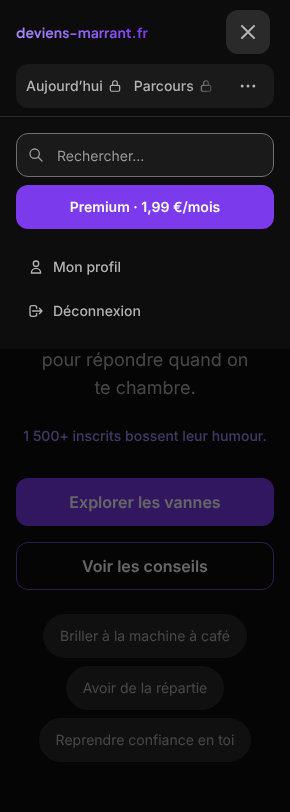 deviens-marrant.fr
Aujourd'hui Parcours ···
Rechercher...
Premium · 1,99 €/mois
Mon profil
Déconnexion
pour répondre quand on
te chambre.
1 500+ inscrits bossent leur humour.
Explorer les vannes
Voir les conseils
Briller à la machine à café
Avoir de la répartie
Reprendre confiance en toi